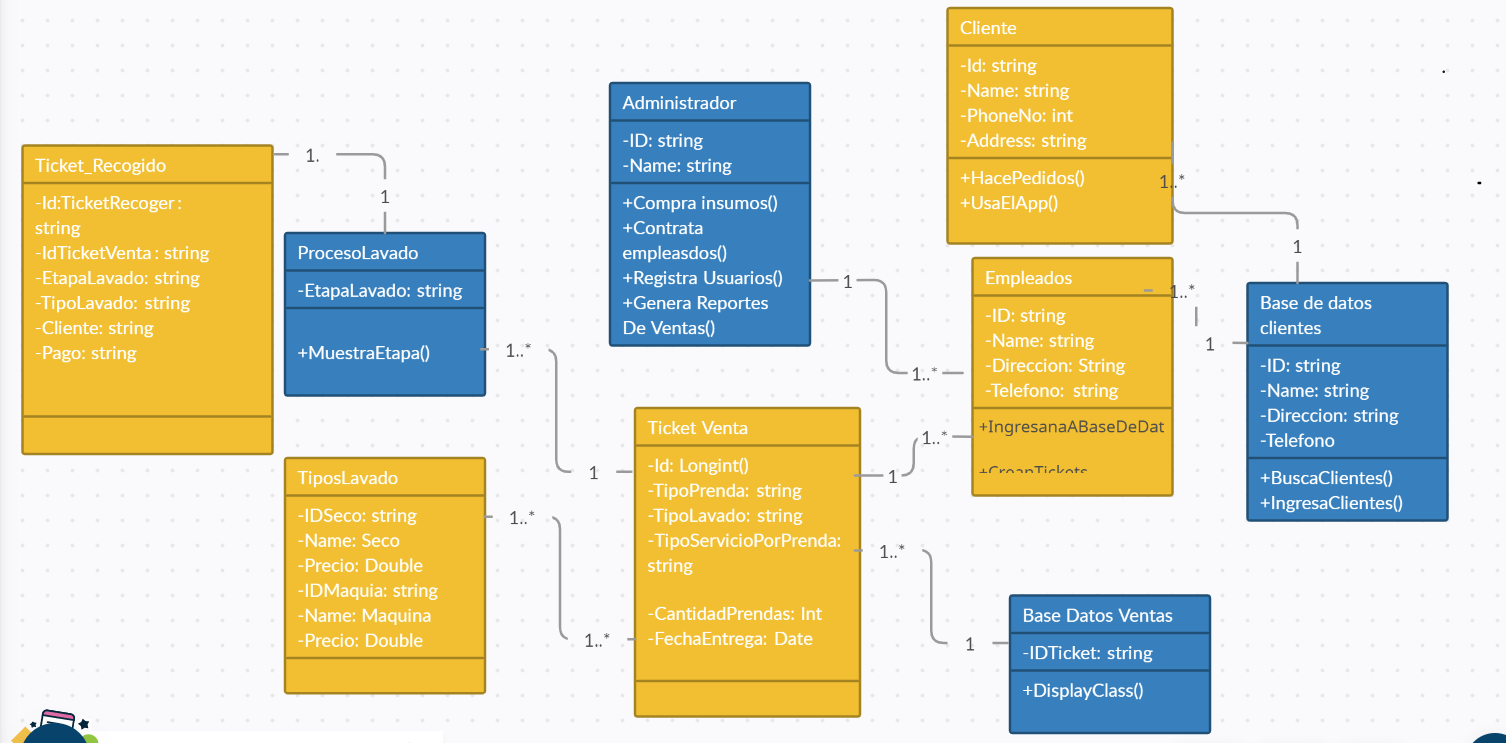 Ticket_Recogido
-Id:TicketRecoger:
string
-IdTicketVenta: string
-EtapaLavado: string
-TipoLavado: string
-Cliente: string
-Pago: string
1.
1
ProcesoLavado
-EtapaLavado: string
+MuestraEtapa()
1..*
1
TiposLavado
-IDSeco: string
-Name: Seco
-Precio: Double
-IDMaquia: string
-Name: Maquina
-Precio: Double
1..*
1..*
Administrador
-ID: string
-Name: string
+Compra insumos()
+Contrata
empleasdos()
+Registra Usuarios()
+Genera Reportes
De Ventas()
1
1..*
Ticket Venta
-Id: Longint()
-TipoPrenda: string
-TipoLavado: string
-TipoServicioPorPrenda:
string
-CantidadPrendas: Int
-FechaEntrega: Date
1
1..*
1..*
1
Cliente
-Id: string
-Name: string
-PhoneNo: int
-Address: string
+HacePedidos()
+UsaElApp()
1..*
1
Empleados
-ID: string
-Name: string
-Direccion: String
-Telefono: string
+IngresanaABaseDeDat
+CreanTickets
1..*
1
Base de datos
clientes
-ID: string
-Name: string
-Direccion: string
-Telefono
+BuscaClientes()
+IngresaClientes()
Base Datos Ventas
-IDTicket: string
+DisplayClass()